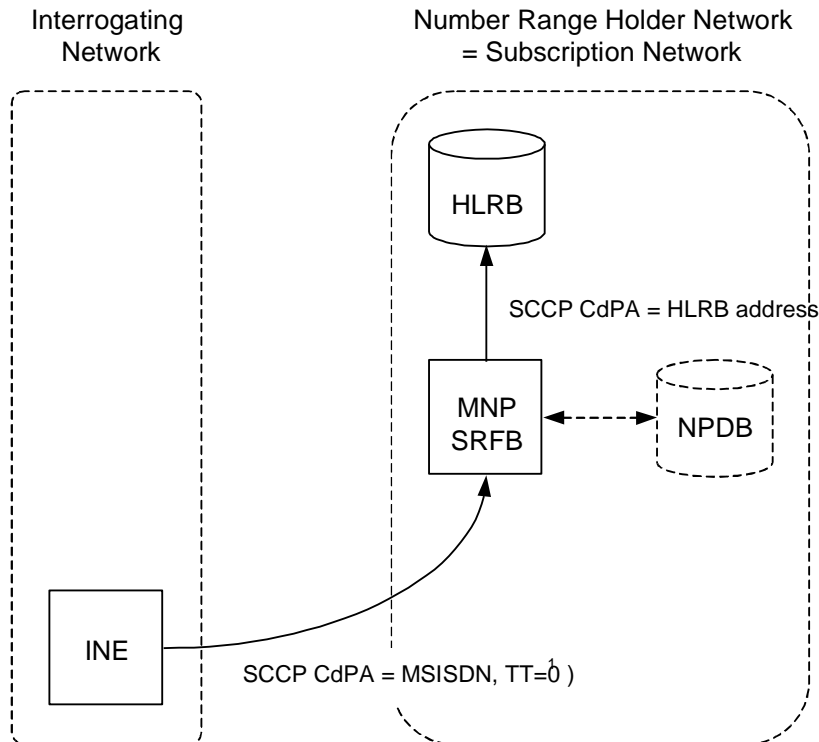 Interrogating
Network
Number Range Holder Network
= Subscription Network
HLRB
SCCP CdPA = HLRB address
MNP
SRFB
NPDB
INE
SCCP CdPA = MSISDN, TT=0 ¹)